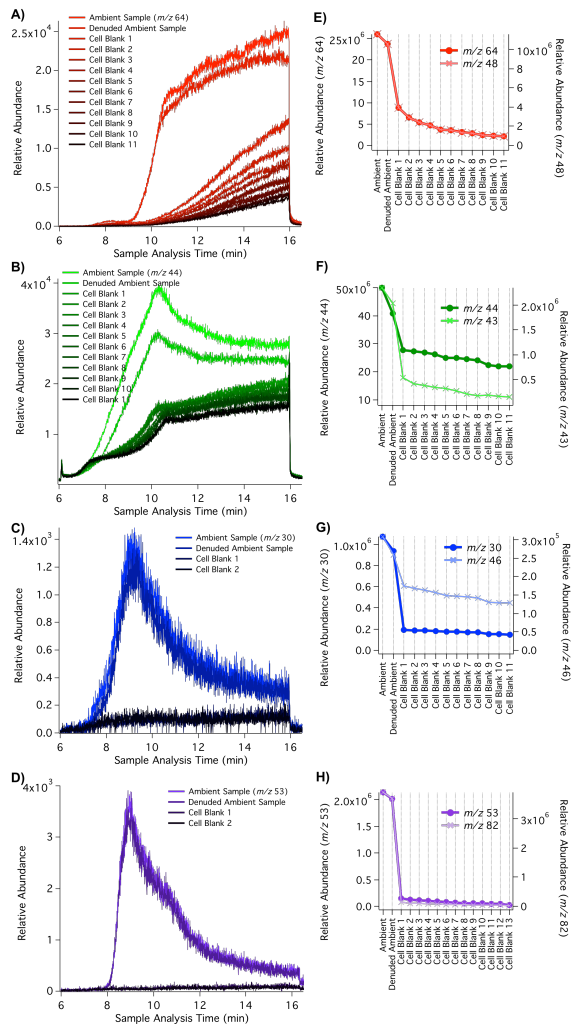 A)
Ambient Sample (m/z 64)
Denuded Ambient Sample
Cell Blank 1
Cell Blank 2
Cell Blank 3
Cell Blank 4
Cell Blank 5
Cell Blank 6
Cell Blank 7
Cell Blank 8
Cell Blank 9
Cell Blank 10
Cell Blank 11
2.5x10⁴
2.0
1.5
1.0
0.5
0.0
Relative Abundance
6 8 10 12 14 16
Sample Analysis Time (min)
E)
25x10⁶
20
15
10
5
0
Relative Abundance (m/z 64)
m/z 64
m/z 48
10x10⁶
8
6
4
2
0
Relative Abundance (m/z 48)
Ambient
Denuded Ambient
Cell Blank 1
Cell Blank 2
Cell Blank 3
Cell Blank 4
Cell Blank 5
Cell Blank 6
Cell Blank 7
Cell Blank 8
Cell Blank 9
Cell Blank 10
Cell Blank 11
B)
Ambient Sample (m/z 44)
Denuded Ambient Sample
Cell Blank 1
Cell Blank 2
Cell Blank 3
Cell Blank 4
Cell Blank 5
Cell Blank 6
Cell Blank 7
Cell Blank 8
Cell Blank 9
Cell Blank 10
Cell Blank 11
4x10⁴
3
2
1
Relative Abundance
6 8 10 12 14 16
Sample Analysis Time (min)
F)
50x10⁶
40
30
20
10
Relative Abundance (m/z 44)
m/z 44
m/z 43
2.0x10⁶
1.5
1.0
0.5
Relative Abundance (m/z 43)
Ambient
Denuded Ambient
Cell Blank 1
Cell Blank 2
Cell Blank 3
Cell Blank 4
Cell Blank 5
Cell Blank 6
Cell Blank 7
Cell Blank 8
Cell Blank 9
Cell Blank 10
Cell Blank 11
C)
Ambient Sample (m/z 30)
Denuded Ambient Sample
Cell Blank 1
Cell Blank 2
1.4x10³
1.2
1.0
0.8
0.6
0.4
0.2
0.0
Relative Abundance
6 8 10 12 14 16
Sample Analysis Time (min)
G)
1.0x10⁶
0.8
0.6
0.4
0.2
0.0
Relative Abundance (m/z 30)
m/z 30
m/z 46
3.0x10⁵
2.5
2.0
1.5
1.0
0.5
0.0
Relative Abundance (m/z 46)
Ambient
Denuded Ambient
Cell Blank 1
Cell Blank 2
Cell Blank 3
Cell Blank 4
Cell Blank 5
Cell Blank 6
Cell Blank 7
Cell Blank 8
Cell Blank 9
Cell Blank 10
Cell Blank 11
D)
Ambient Sample (m/z 53)
Denuded Ambient Sample
Cell Blank 1
Cell Blank 2
4x10³
3
2
1
0
Relative Abundance
6 8 10 12 14 16
Sample Analysis Time (min)
H)
2.0x10⁶
1.5
1.0
0.5
0.0
Relative Abundance (m/z 53)
m/z 53
m/z 82
3x10⁶
2
1
0
Relative Abundance (m/z 82)
Ambient
Denuded Ambient
Cell Blank 1
Cell Blank 2
Cell Blank 3
Cell Blank 4
Cell Blank 5
Cell Blank 6
Cell Blank 7
Cell Blank 8
Cell Blank 9
Cell Blank 10
Cell Blank 11
Cell Blank 12
Cell Blank 13